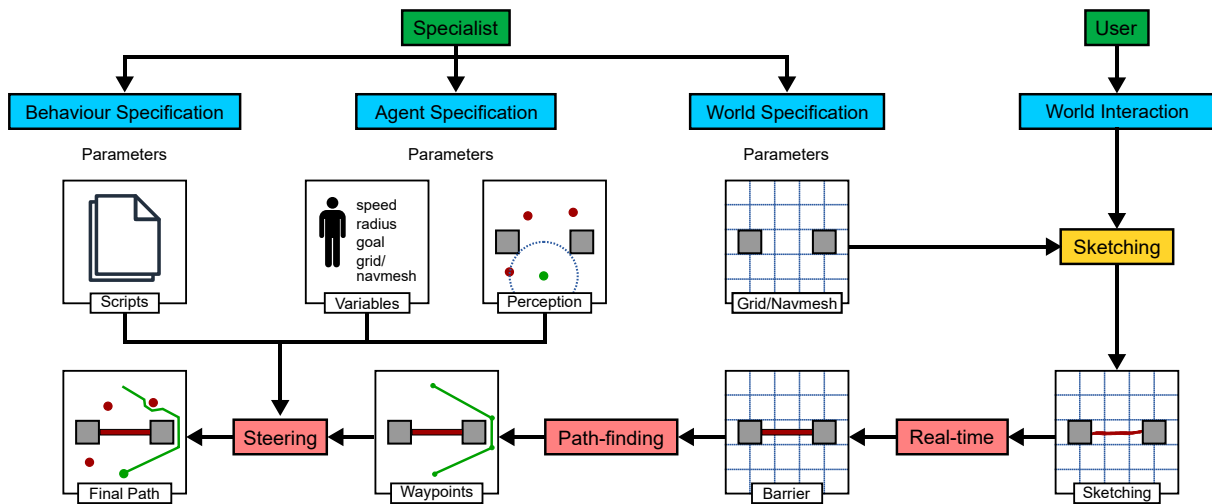 Specialist
User
Behaviour Specification
Agent Specification
World Specification
World Interaction
Parameters
Parameters
Parameters
speed
radius
goal
grid/
navmesh
Scripts
Variables
Perception
Grid/Navmesh
Sketching
Final Path
Steering
Waypoints
Path-finding
Barrier
Real-time
Sketching